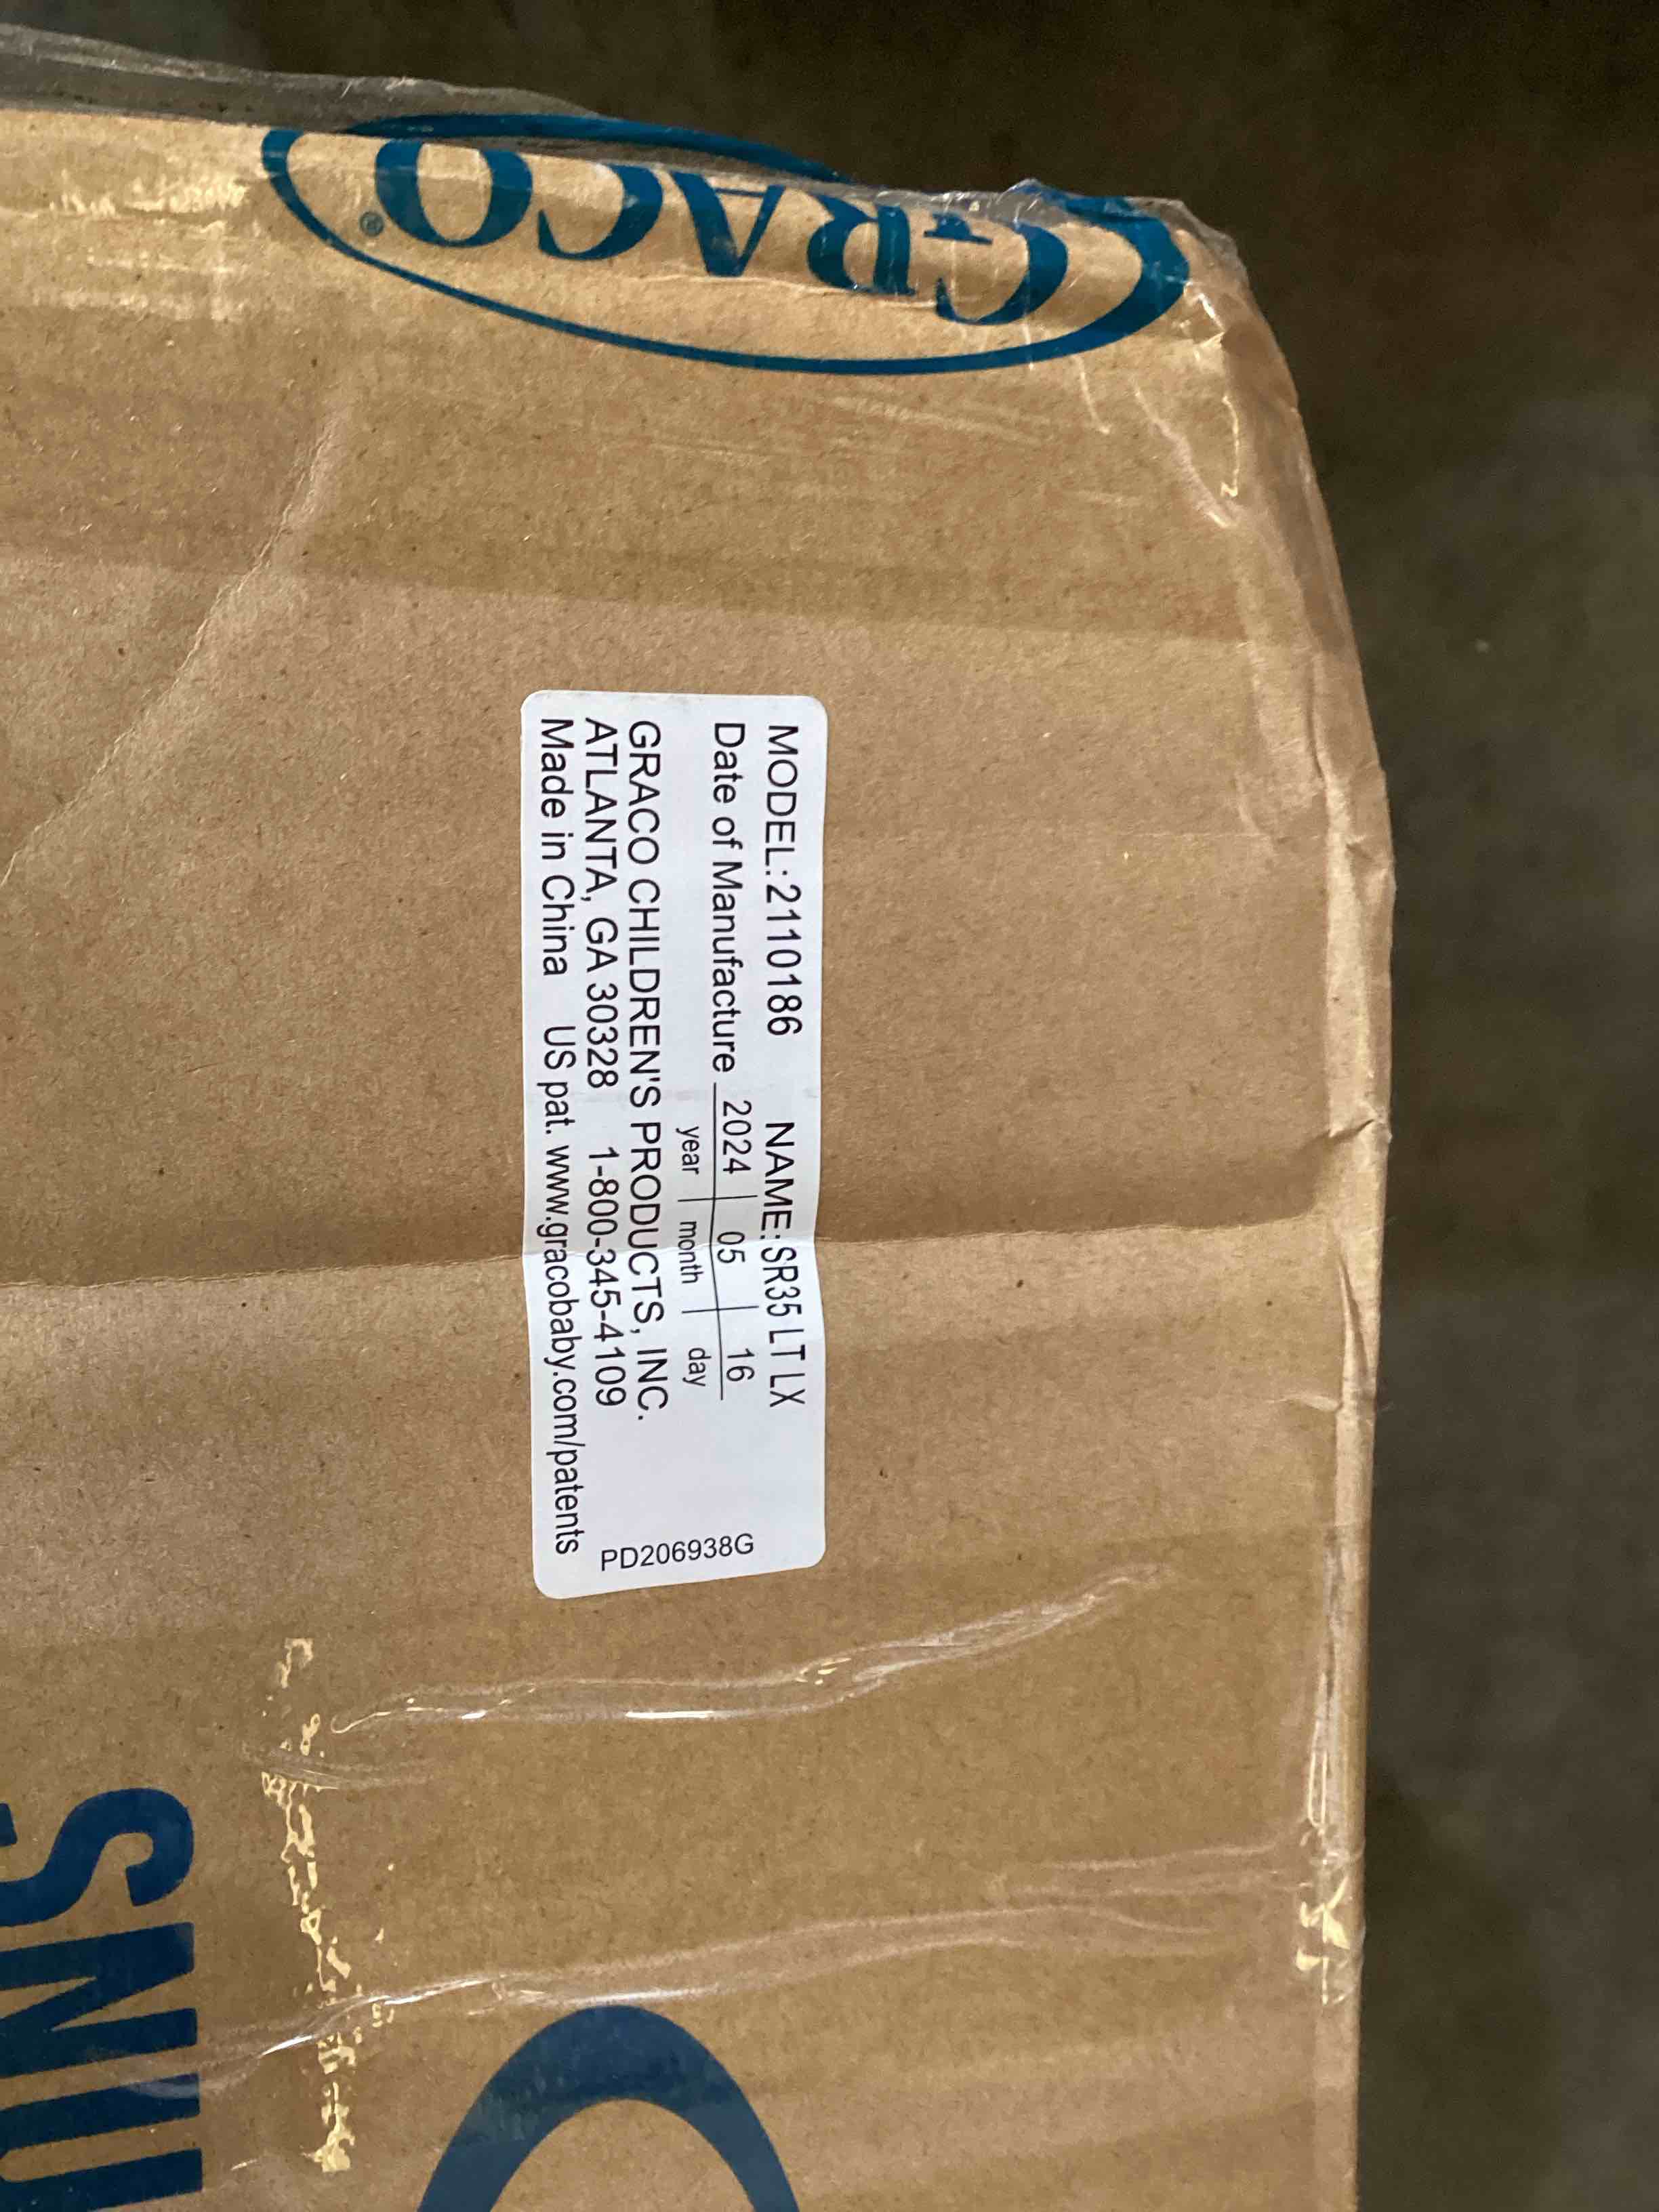 GRACO®
MODEL:2110186 NAME:SR35 LT LX
Date of Manufacture 2024 05 16
year month day
GRACO CHILDREN'S PRODUCTS, INC.
ATLANTA, GA 30328 1-800-345-4109
Made in China US pat. www.gracobaby.com/patents
PD206938G
SNU